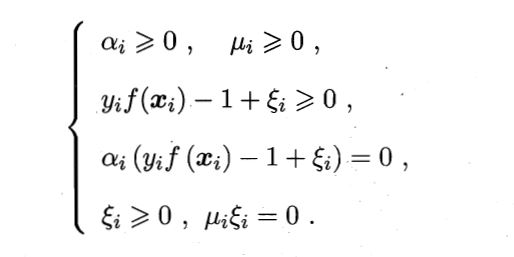 αᵢ ⩾ 0 , μᵢ ⩾ 0 ,
yᵢf(𝒙ᵢ) − 1 + ξᵢ ⩾ 0 ,
αᵢ (yᵢf (𝒙ᵢ) − 1 + ξᵢ) = 0 ,
ξᵢ ⩾ 0 , μᵢξᵢ = 0 .